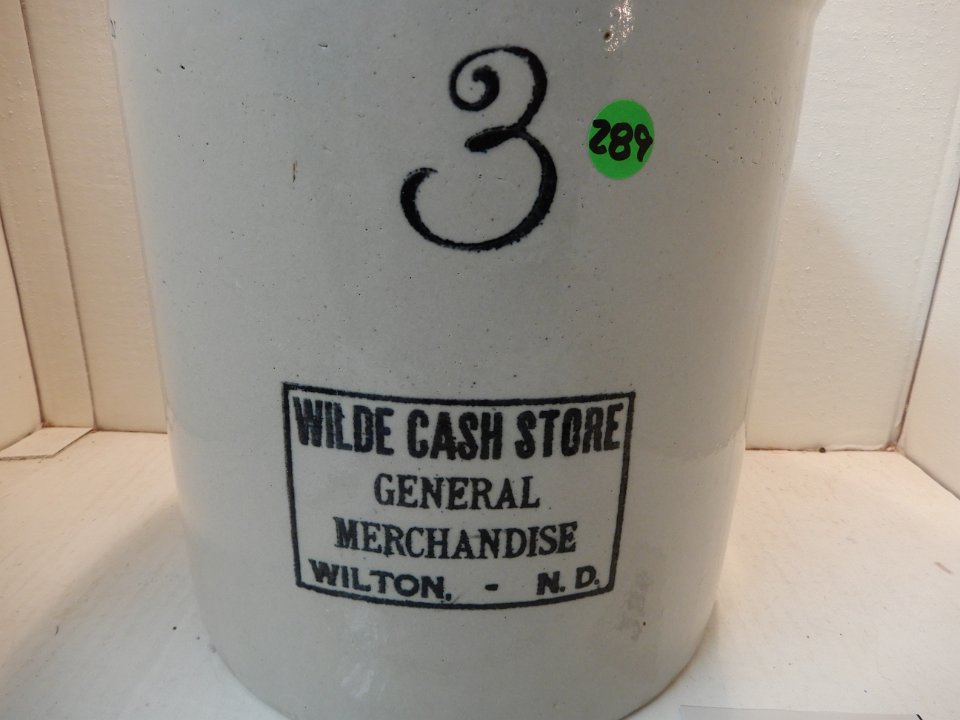 3
289
WILDE CASH STORE
GENERAL
MERCHANDISE
WILTON, - N. D.